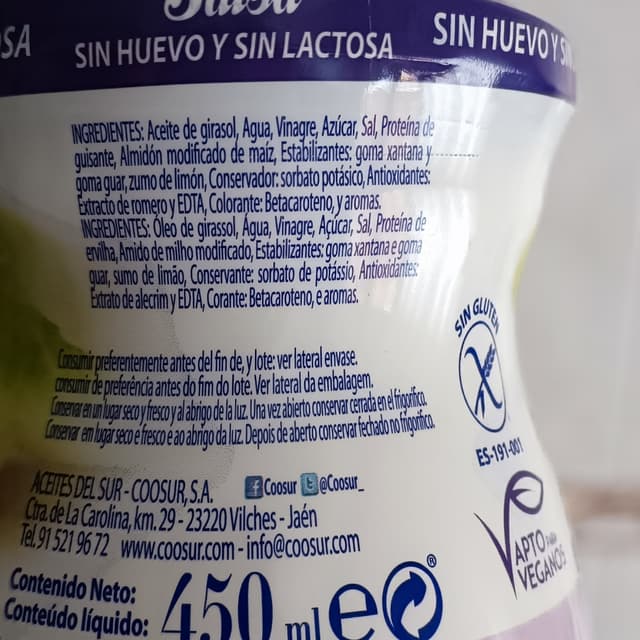 Salsa
OSA
SIN HUEVO Y SIN LACTOSA
SIN HUEVO Y SIN
INGREDIENTES: Aceite de girasol, Agua, Vinagre, Azúcar, Sal, Proteína de
guisante, Almidón modificado de maíz, Estabilizantes: goma xantana y
goma guar, zumo de limón, Conservador: sorbato potásico, Antioxidantes:
Extracto de romero y EDTA, Colorante: Betacaroteno, y aromas.
INGREDIENTES: Óleo de girassol, Água, Vinagre, Açúcar, Sal, Proteína de
ervilha, Amido de milho modificado, Estabilizantes: goma xantana e goma
guar, sumo de limão, Conservante: sorbato de potássio, Antioxidantes:
Extrato de alecrim y EDTA, Corante: Betacaroteno, e aromas.
Consumir preferentemente antes del fin de, y lote: ver lateral envase.
consumir de preferência antes do fim do lote. Ver lateral da embalagem.
Conservar en un lugar seco y fresco y al abrigo de la luz. Una vez abierto conservar cerrada en el frigorífico.
Conservar em lugar seco e fresco e ao abrigo da luz. Depois de aberto conservar fechado no frigorífico.
ACEITES DEL SUR - COOSUR, S.A. f Coosur t @Coosur_
Ctra. de La Carolina, km. 29 - 23220 Vilches - Jaén
Tel. 91 521 96 72 www.coosur.com - info@coosur.com
Contenido Neto:
Conteúdo líquido: 450 ml e ®
SIN GLUTEN
ES-191-001
APTO PARA
VEGANOS